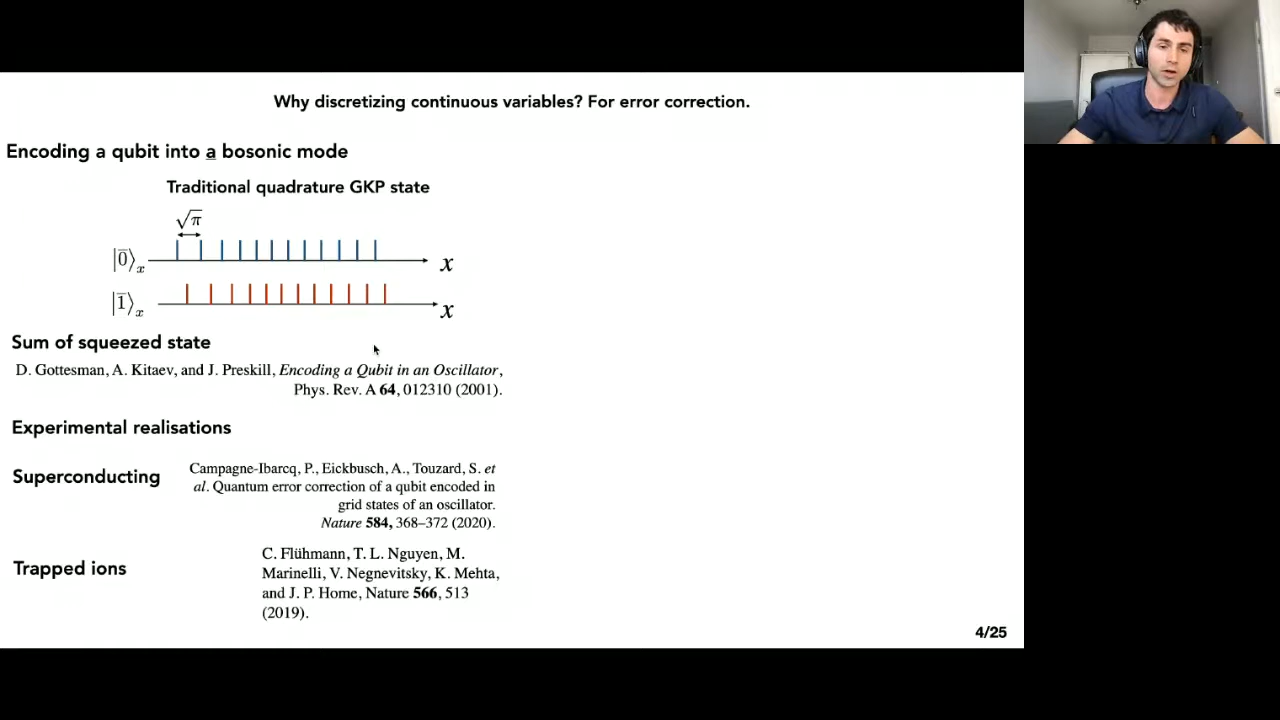 Why discretizing continuous variables? For error correction.
Encoding a qubit into a bosonic mode
Traditional quadrature GKP state
√π
|0̅⟩ₓ
x
|1̅⟩ₓ
x
Sum of squeezed state
D. Gottesman, A. Kitaev, and J. Preskill, Encoding a Qubit in an Oscillator,
Phys. Rev. A 64, 012310 (2001).
Experimental realisations
Superconducting
Campagne-Ibarcq, P., Eickbusch, A., Touzard, S. et
al. Quantum error correction of a qubit encoded in
grid states of an oscillator.
Nature 584, 368–372 (2020).
Trapped ions
C. Flühmann, T. L. Nguyen, M.
Marinelli, V. Negnevitsky, K. Mehta,
and J. P. Home, Nature 566, 513
(2019).
4/25